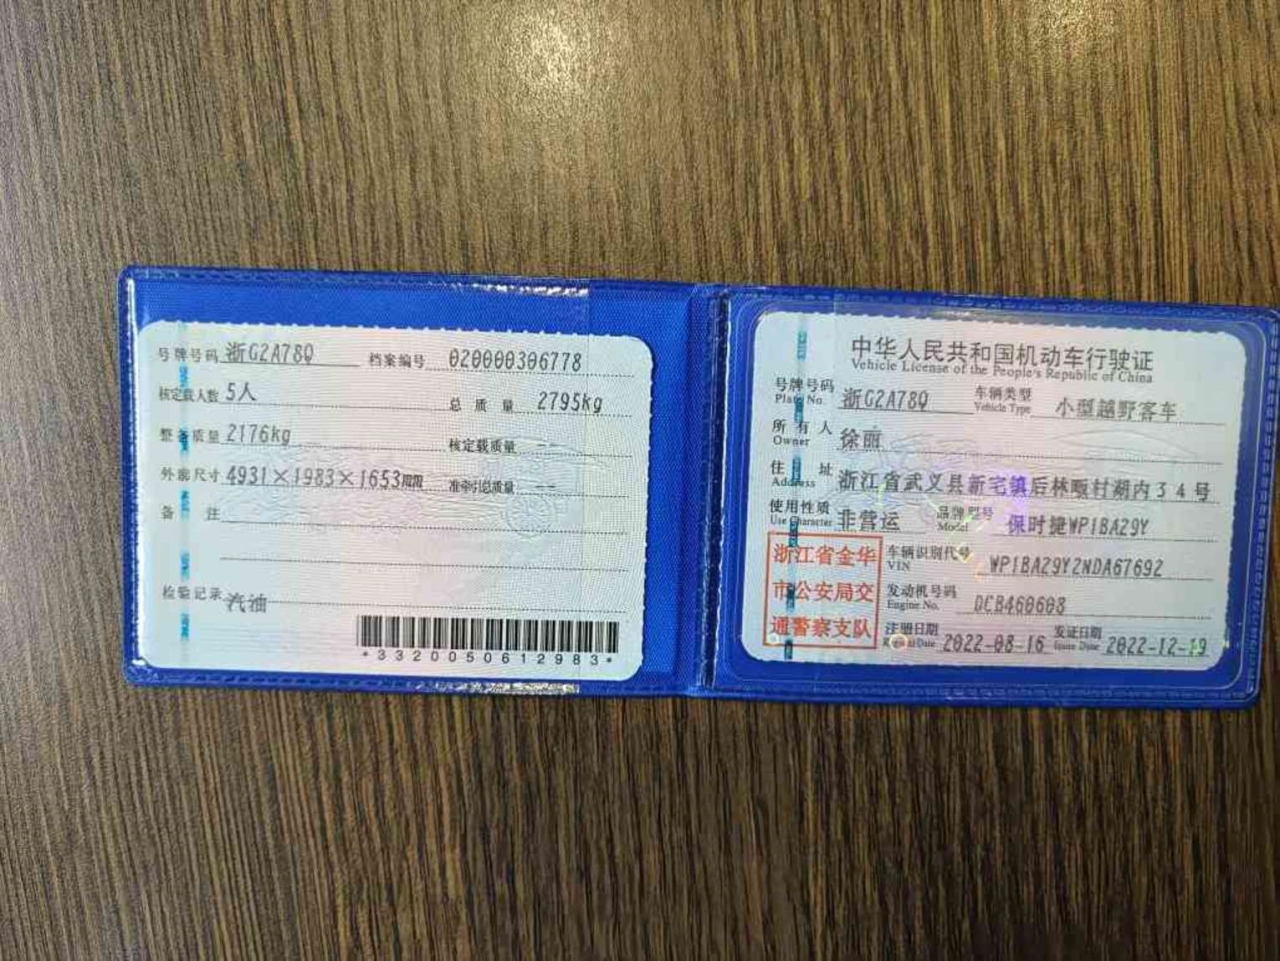 号牌号码 浙G2A78Q 档案编号 020000306778
核定载人数 5人 总质量 2795kg
整备质量 2176kg 核定载质量 --
外廓尺寸 4931×1983×1653 准牵引总质量 --
备注
检验记录 汽油
*3320050612983*
中华人民共和国机动车行驶证
Vehicle License of the People's Republic of China
号牌号码 浙G2A78Q 车辆类型 小型越野客车
Plate No. Vehicle Type
所有人 徐丽
Owner
住址 浙江省武义县新宅镇后林畈村湖内34号
Address
使用性质 非营运 品牌型号 保时捷WP1BA29Y
Use Character Model
浙江省金华
市公安局交
通警察支队
车辆识别代号 WP1BA29Y2NDA67692
VIN
发动机号码 DCB460608
Engine No.
注册日期 2022-08-16 发证日期 2022-12-19
Register Date Issue Date